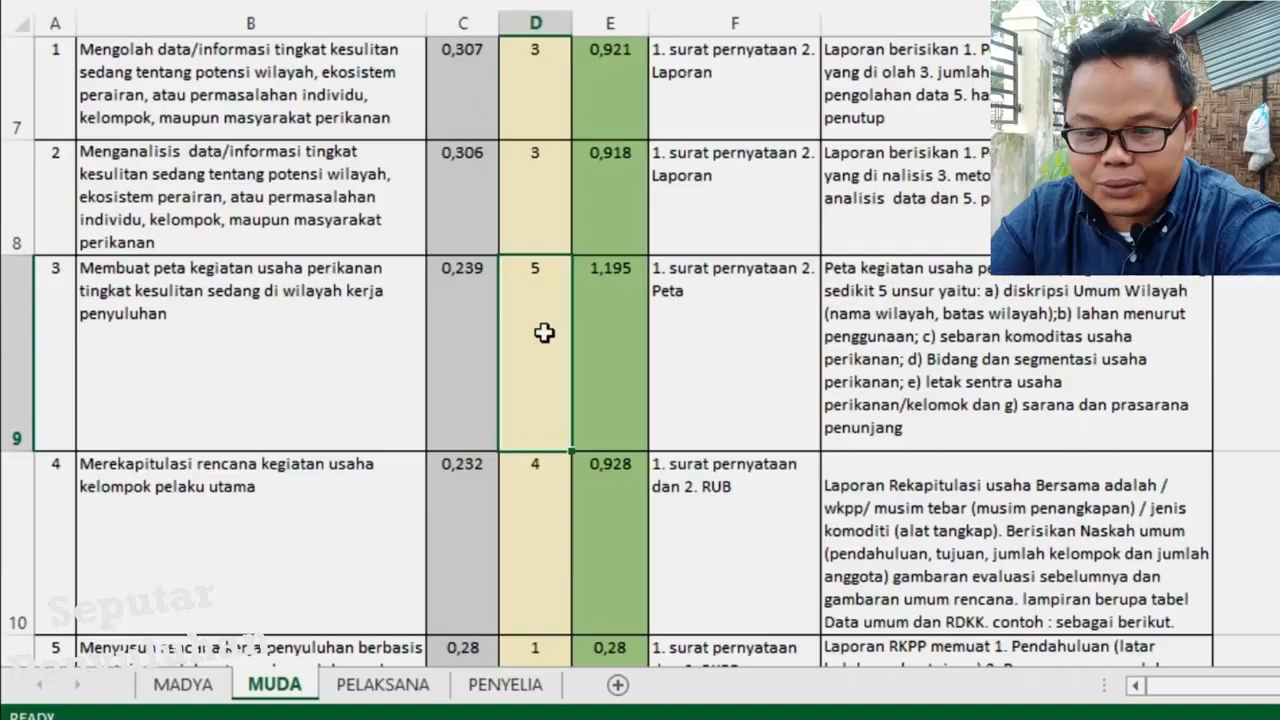 A B C D E F
1 Mengolah data/informasi tingkat kesulitan 0,307 3 0,921 1. surat pernyataan 2. Laporan berisikan 1. P
sedang tentang potensi wilayah, ekosistem Laporan yang di olah 3. jumlah
perairan, atau permasalahan individu, pengolahan data 5. ha
7 kelompok, maupun masyarakat perikanan penutup
2 Menganalisis data/informasi tingkat 0,306 3 0,918 1. surat pernyataan 2. Laporan berisikan 1. P
kesulitan sedang tentang potensi wilayah, Laporan yang di nalisis 3. meto
ekosistem perairan, atau permasalahan analisis data dan 5. p
individu, kelompok, maupun masyarakat
8 perikanan
3 Membuat peta kegiatan usaha perikanan 0,239 5 1,195 1. surat pernyataan 2. Peta kegiatan usaha pe
tingkat kesulitan sedang di wilayah kerja Peta sedikit 5 unsur yaitu: a) diskripsi Umum Wilayah
penyuluhan (nama wilayah, batas wilayah);b) lahan menurut
penggunaan; c) sebaran komoditas usaha
perikanan; d) Bidang dan segmentasi usaha
perikanan; e) letak sentra usaha
perikanan/kelomok dan g) sarana dan prasarana
9 penunjang
4 Merekapitulasi rencana kegiatan usaha 0,232 4 0,928 1. surat pernyataan
kelompok pelaku utama dan 2. RUB Laporan Rekapitulasi usaha Bersama adalah /
wkpp/ musim tebar (musim penangkapan) / jenis
komoditi (alat tangkap). Berisikan Naskah umum
(pendahuluan, tujuan, jumlah kelompok dan jumlah
anggota) gambaran evaluasi sebelumnya dan
gambaran umum rencana. lampiran berupa tabel
10 Data umum dan RDKK. contoh : sebagai berikut.
Seputar
5 Menyusun rencana kerja penyuluhan berbasis 0,28 1 0,28 1. surat pernyataan Laporan RKPP memuat 1. Pendahuluan (latar
MADYA MUDA PELAKSANA PENYELIA
READY